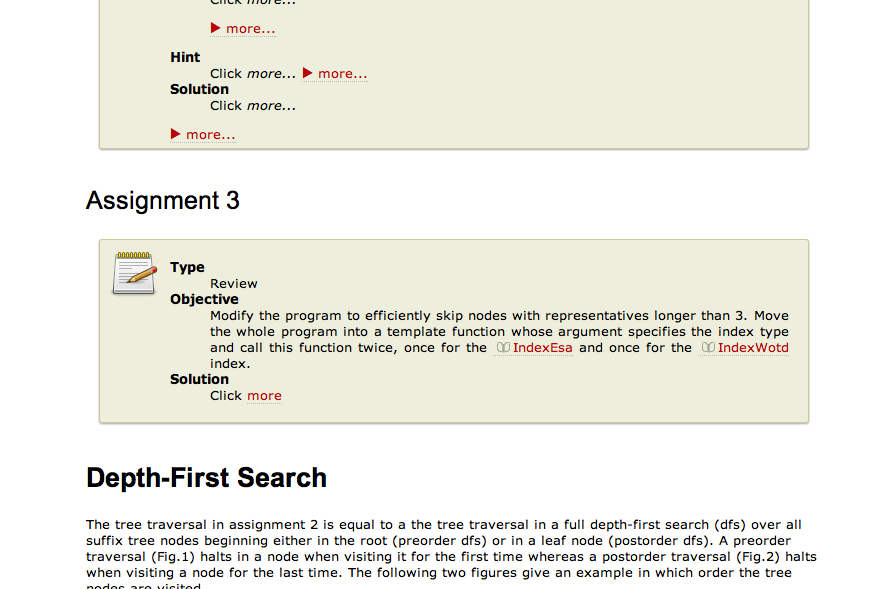 Click more...
▶ more...
Hint
Click more... ▶ more...
Solution
Click more...
▶ more...
Assignment 3
Type
Review
Objective
Modify the program to efficiently skip nodes with representatives longer than 3. Move
the whole program into a template function whose argument specifies the index type
and call this function twice, once for the IndexEsa and once for the IndexWotd
index.
Solution
Click more
Depth-First Search
The tree traversal in assignment 2 is equal to a the tree traversal in a full depth-first search (dfs) over all
suffix tree nodes beginning either in the root (preorder dfs) or in a leaf node (postorder dfs). A preorder
traversal (Fig.1) halts in a node when visiting it for the first time whereas a postorder traversal (Fig.2) halts
when visiting a node for the last time. The following two figures give an example in which order the tree
nodes are visited.